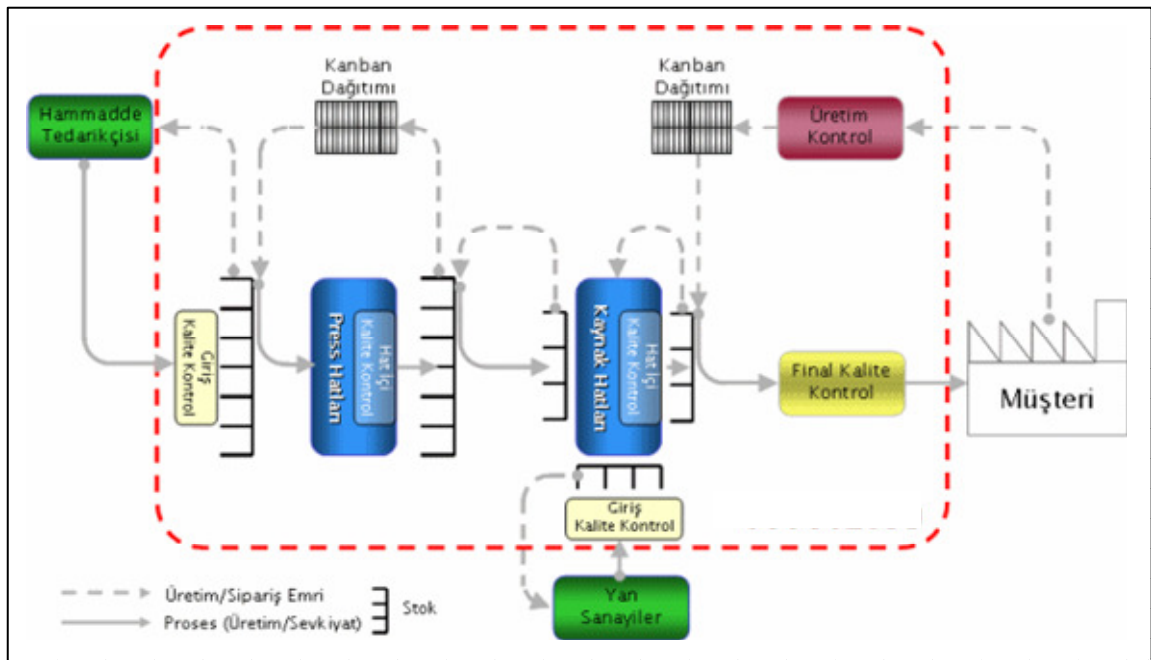 Kanban
Dağıtımı
Kanban
Dağıtımı
Hammadde
Tedarikçisi
Üretim
Kontrol
Giriş
Kalite Kontrol
Press Hatları
Hat İçi
Kalite Kontrol
Kaynak Hatları
Hat İçi
Kalite Kontrol
Final Kalite
Kontrol
Müşteri
Giriş
Kalite Kontrol
Yan
Sanayiler
Üretim/Sipariş Emri
Proses (Üretim/Sevkiyat)
Stok